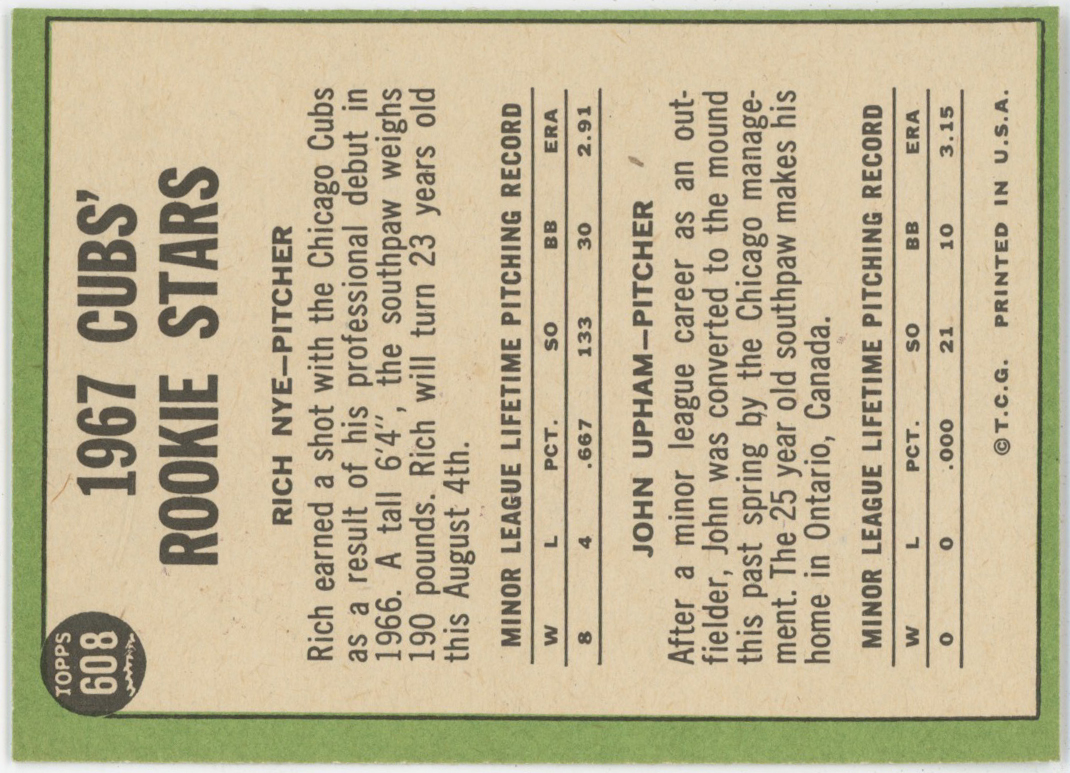 TOPPS
608
1967 CUBS'
ROOKIE STARS
RICH NYE—PITCHER
Rich earned a shot with the Chicago Cubs
as a result of his professional debut in
1966. A tall 6'4", the southpaw weighs
190 pounds. Rich will turn 23 years old
this August 4th.
MINOR LEAGUE LIFETIME PITCHING RECORD
W L PCT. SO BB ERA
8 4 .667 133 30 2.91
JOHN UPHAM—PITCHER
After a minor league career as an out-
fielder, John was converted to the mound
this past spring by the Chicago manage-
ment. The 25 year old southpaw makes his
home in Ontario, Canada.
MINOR LEAGUE LIFETIME PITCHING RECORD
W L PCT. SO BB ERA
0 0 .000 21 10 3.15
© T.C.G. PRINTED IN U.S.A.